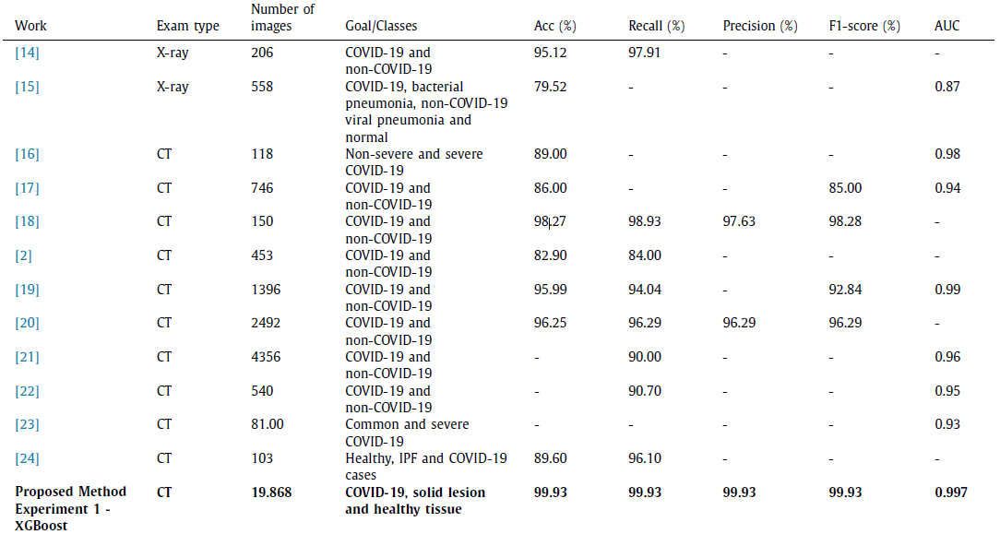 Work Exam type Number of images Goal/Classes Acc (%) Recall (%) Precision (%) F1-score (%) AUC
[14] X-ray 206 COVID-19 and 95.12 97.91 - - -
non-COVID-19
[15] X-ray 558 COVID-19, bacterial 79.52 - - - 0.87
pneumonia, non-COVID-19
viral pneumonia and
normal
[16] CT 118 Non-severe and severe 89.00 - - - 0.98
COVID-19
[17] CT 746 COVID-19 and 86.00 - - 85.00 0.94
non-COVID-19
[18] CT 150 COVID-19 and 98.27 98.93 97.63 98.28 -
non-COVID-19
[2] CT 453 COVID-19 and 82.90 84.00 - - -
non-COVID-19
[19] CT 1396 COVID-19 and 95.99 94.04 - 92.84 0.99
non-COVID-19
[20] CT 2492 COVID-19 and 96.25 96.29 96.29 96.29 -
non-COVID-19
[21] CT 4356 COVID-19 and - 90.00 - - 0.96
non-COVID-19
[22] CT 540 COVID-19 and - 90.70 - - 0.95
non-COVID-19
[23] CT 81.00 Common and severe - - - - 0.93
COVID-19
[24] CT 103 Healthy, IPF and COVID-19 89.60 96.10 - - -
cases
Proposed Method CT 19.868 COVID-19, solid lesion 99.93 99.93 99.93 99.93 0.997
Experiment 1 - and healthy tissue
XGBoost